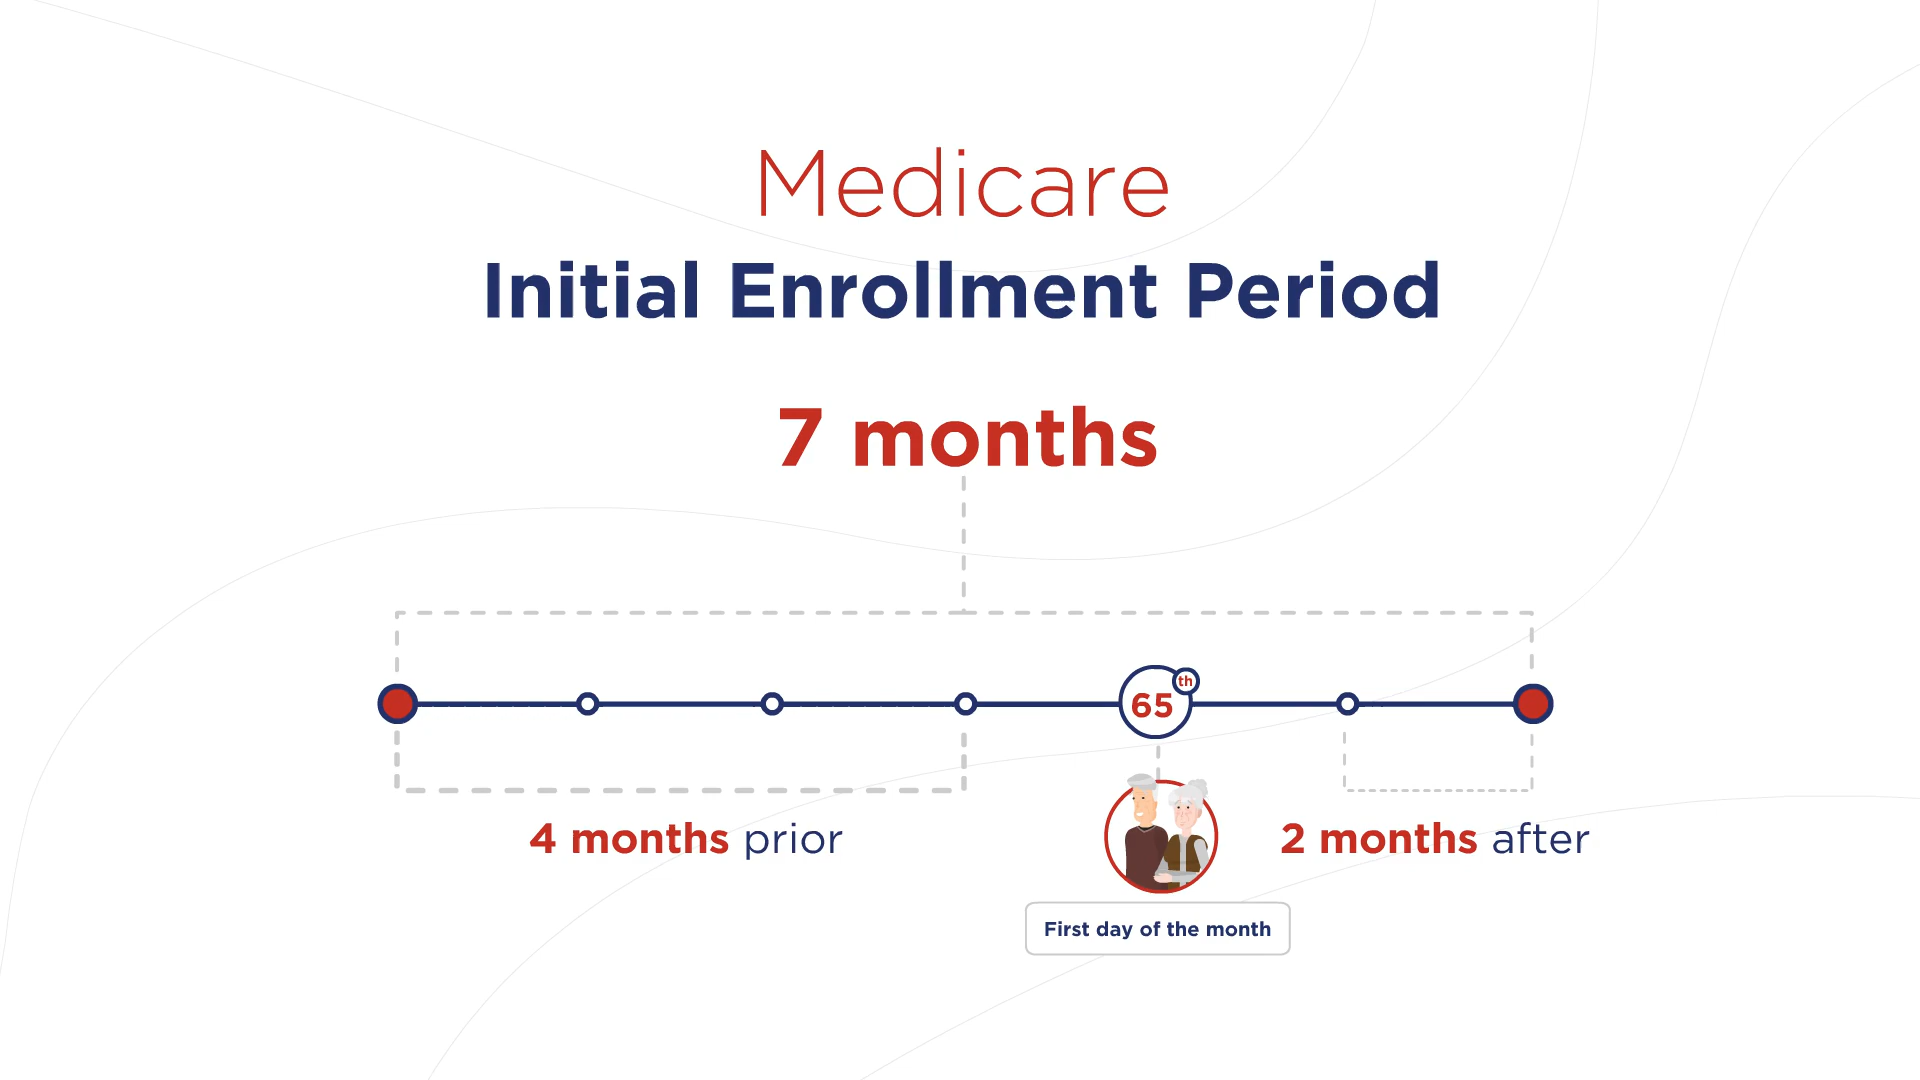 Medicare
Initial Enrollment Period
7 months
65th
4 months prior
2 months after
First day of the month